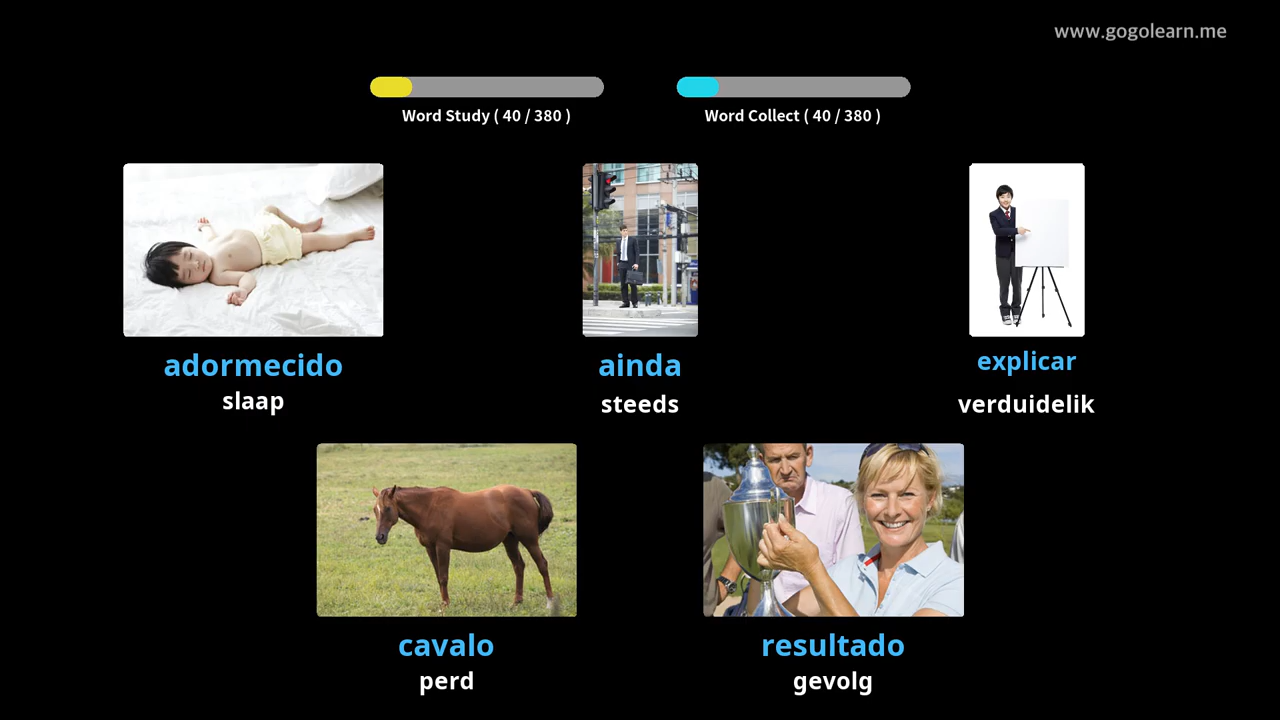 www.gogolearn.me
Word Study ( 40 / 380 )
Word Collect ( 40 / 380 )
adormecido
slaap
ainda
steeds
explicar
verduidelik
cavalo
perd
resultado
gevolg